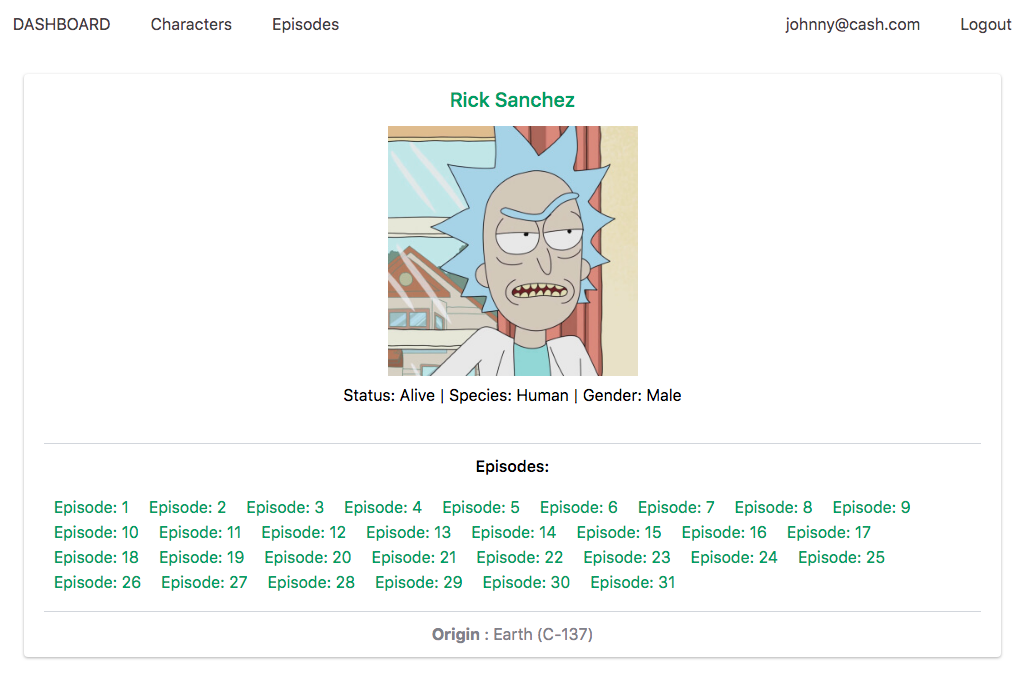 DASHBOARD Characters Episodes johnny@cash.com Logout
Rick Sanchez
Status: Alive | Species: Human | Gender: Male
Episodes:
Episode: 1 Episode: 2 Episode: 3 Episode: 4 Episode: 5 Episode: 6 Episode: 7 Episode: 8 Episode: 9
Episode: 10 Episode: 11 Episode: 12 Episode: 13 Episode: 14 Episode: 15 Episode: 16 Episode: 17
Episode: 18 Episode: 19 Episode: 20 Episode: 21 Episode: 22 Episode: 23 Episode: 24 Episode: 25
Episode: 26 Episode: 27 Episode: 28 Episode: 29 Episode: 30 Episode: 31
Origin : Earth (C-137)